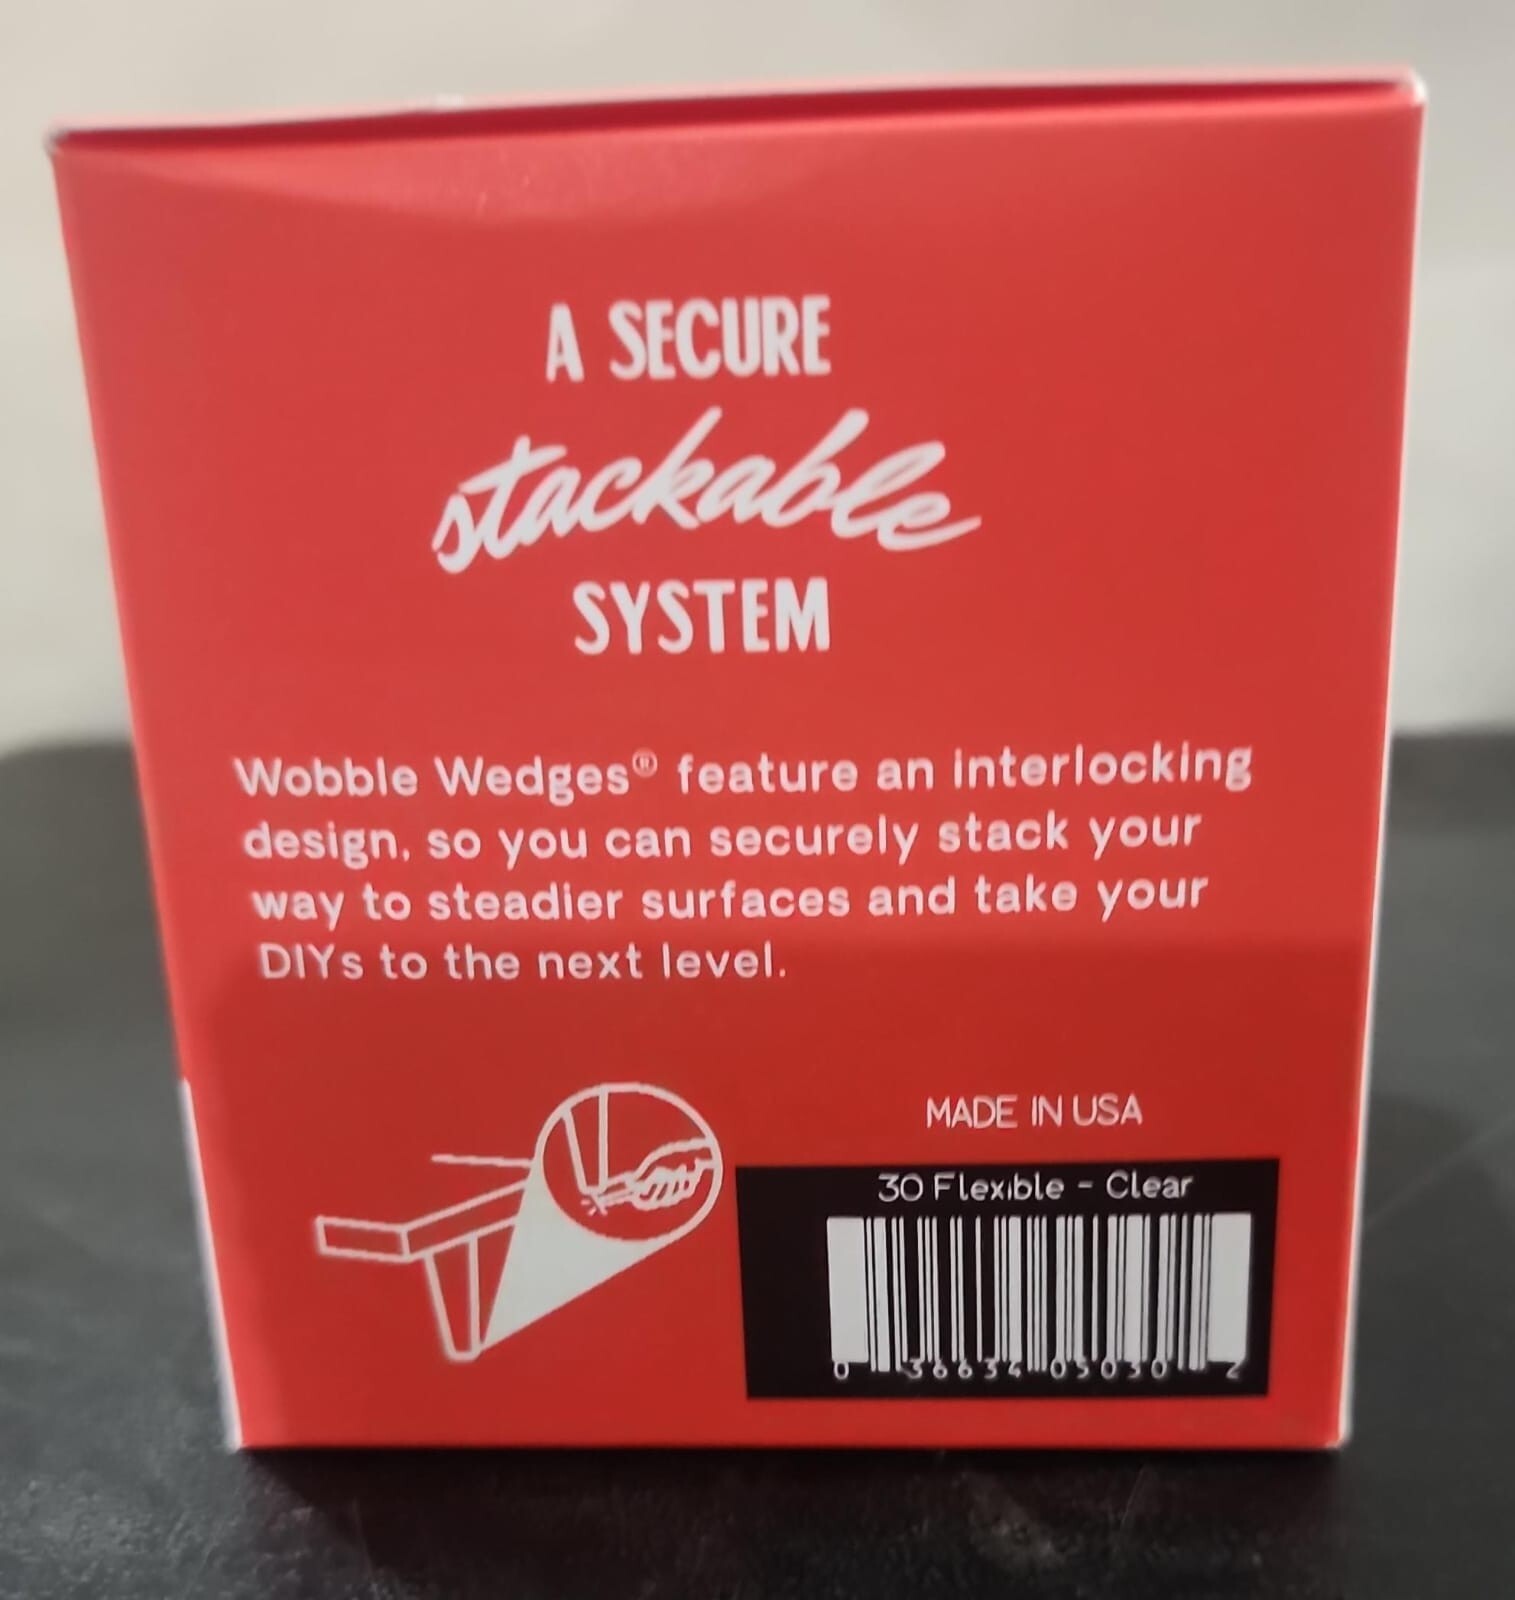 A SECURE
stackable
SYSTEM
Wobble Wedges® feature an interlocking
design, so you can securely stack your
way to steadier surfaces and take your
DIYs to the next level.
MADE IN USA
30 Flexible - Clear
0 36634 05030 2